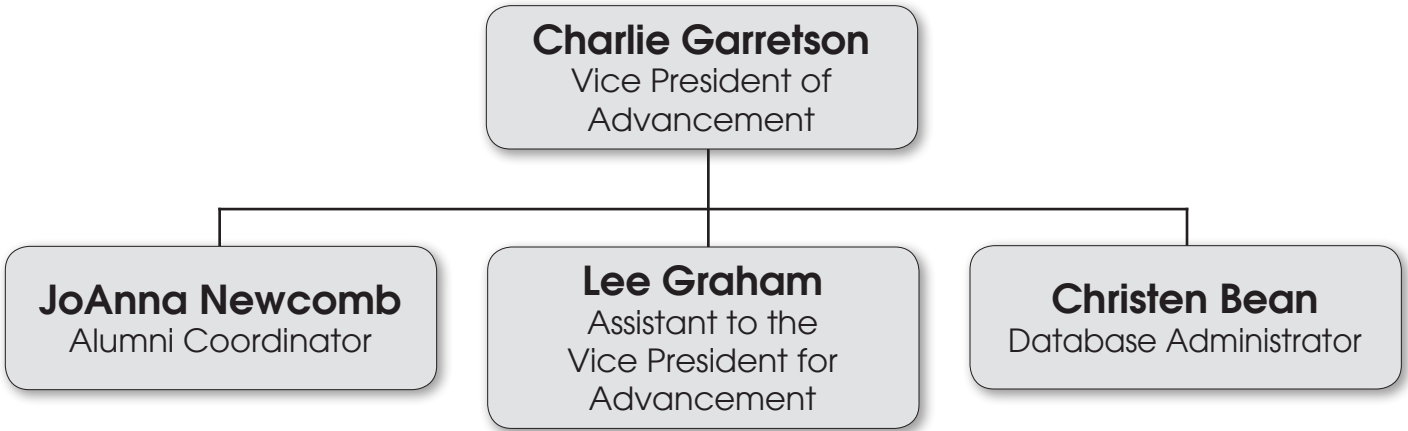 Charlie Garretson
Vice President of
Advancement
JoAnna Newcomb
Alumni Coordinator
Lee Graham
Assistant to the
Vice President for
Advancement
Christen Bean
Database Administrator